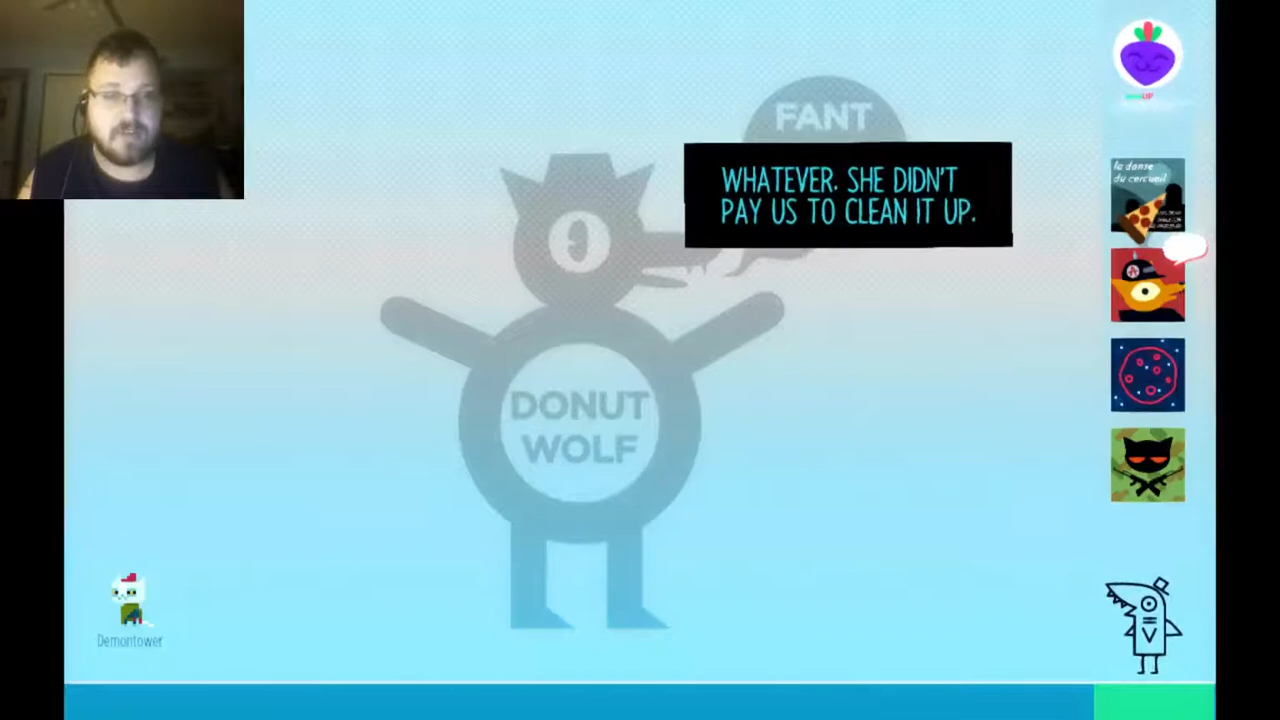 FANT
WHATEVER. SHE DIDN'T
PAY US TO CLEAN IT UP.
DONUT
WOLF
la danse
du cercueil
Demontower